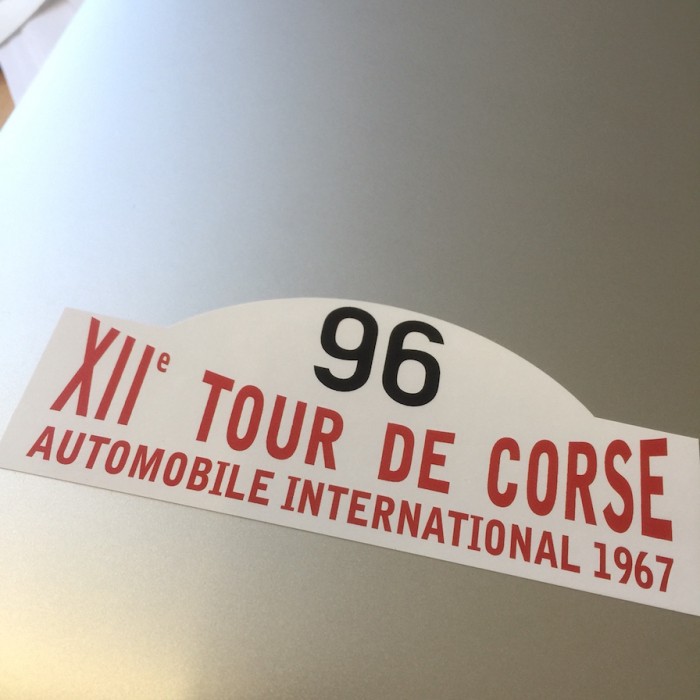 96
XIIe TOUR DE CORSE
AUTOMOBILE INTERNATIONAL 1967